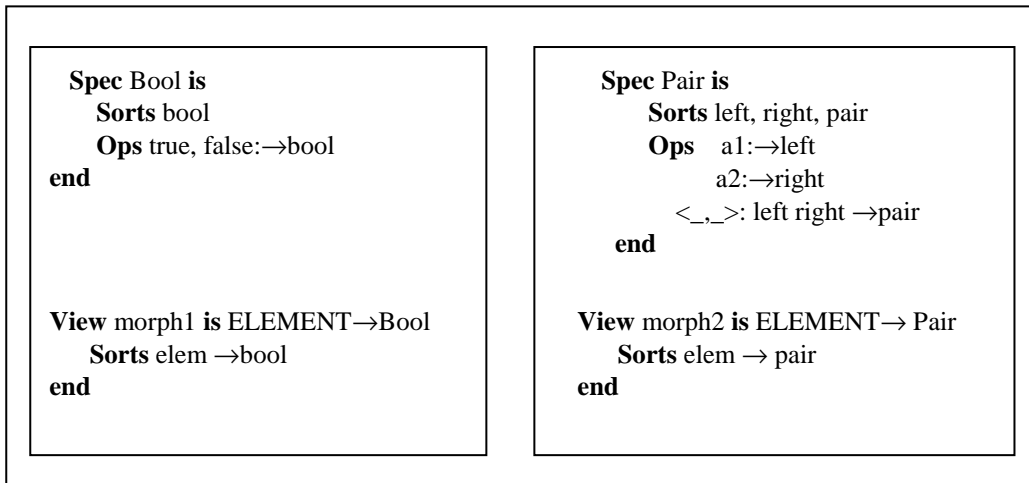 Spec Bool is
Sorts bool
Ops true, false:→bool
end
View morph1 is ELEMENT→Bool
Sorts elem →bool
end
Spec Pair is
Sorts left, right, pair
Ops a1:→left
a2:→right
<_,_>: left right →pair
end
View morph2 is ELEMENT→ Pair
Sorts elem → pair
end